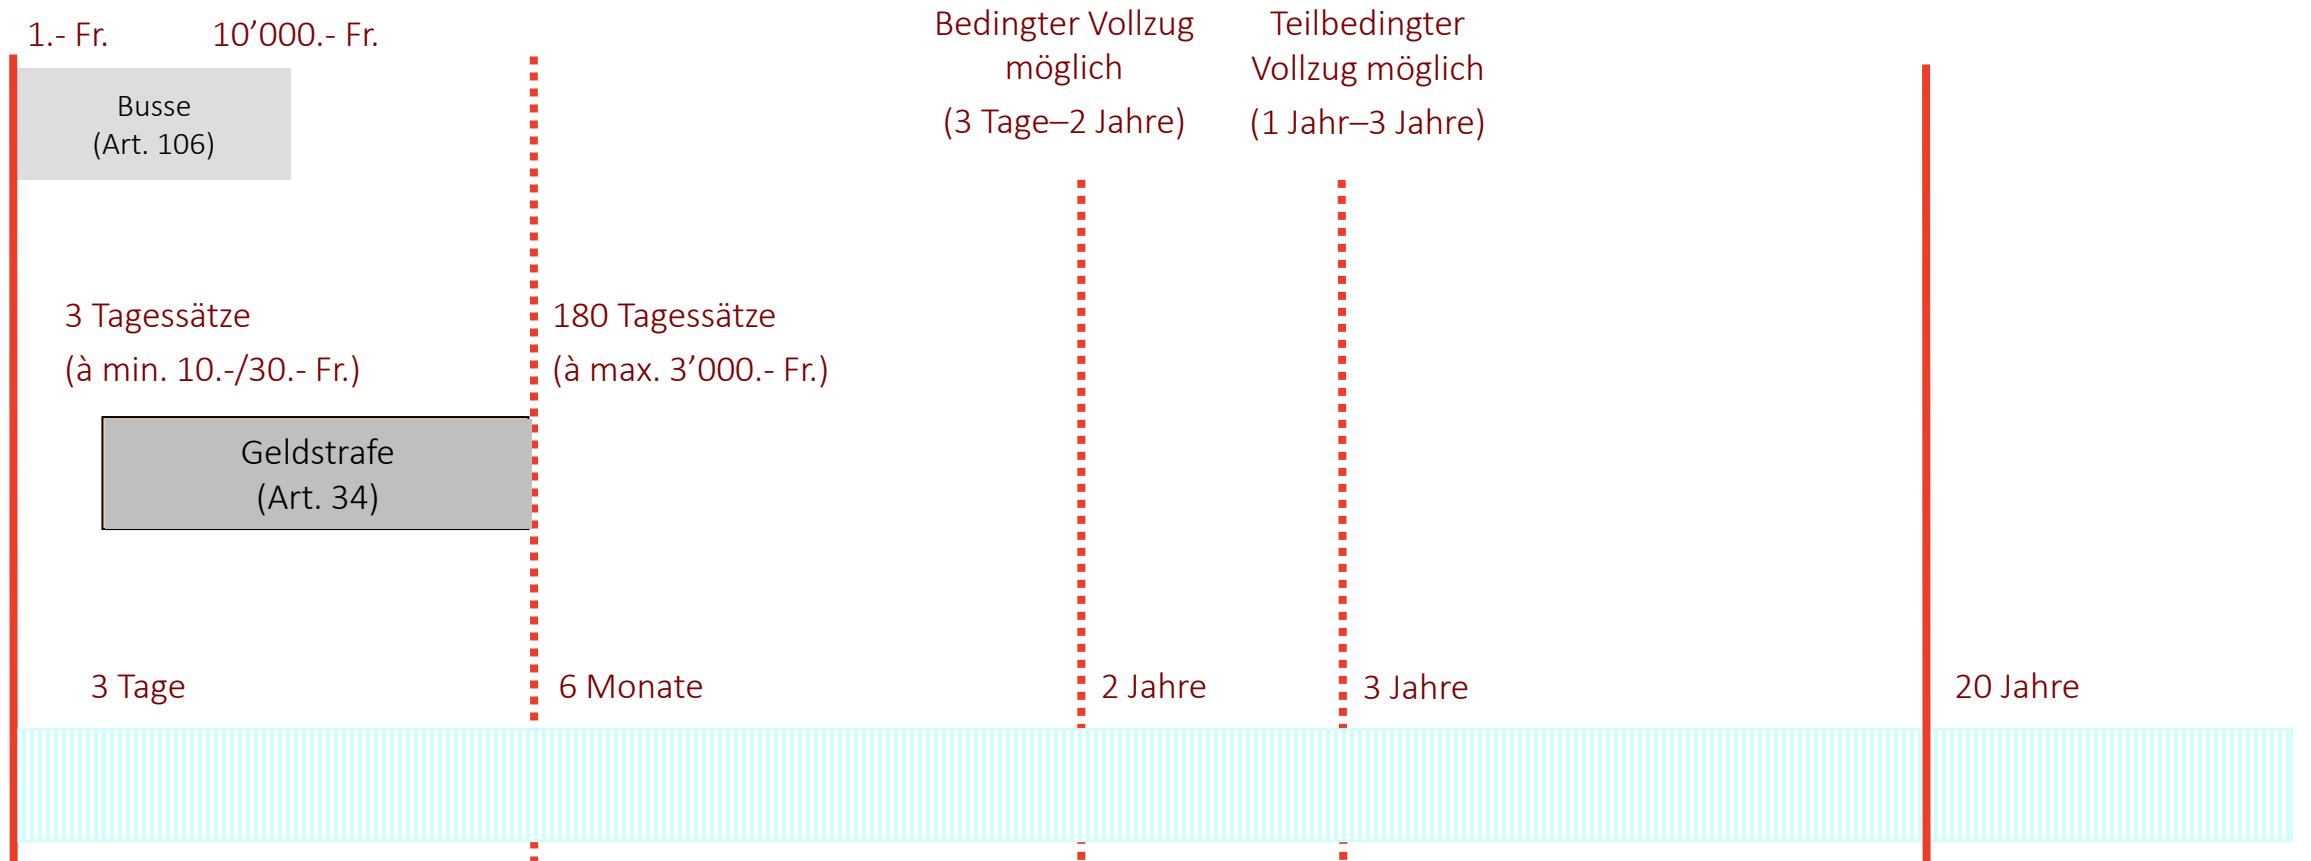 1.- Fr.
10’000.- Fr.
Bedingter Vollzug
möglich
(3 Tage–2 Jahre)
Teilbedingter
Vollzug möglich
(1 Jahr–3 Jahre)
Busse
(Art. 106)
3 Tagessätze
(à min. 10.-/30.- Fr.)
180 Tagessätze
(à max. 3’000.- Fr.)
Geldstrafe
(Art. 34)
3 Tage
6 Monate
2 Jahre
3 Jahre
20 Jahre